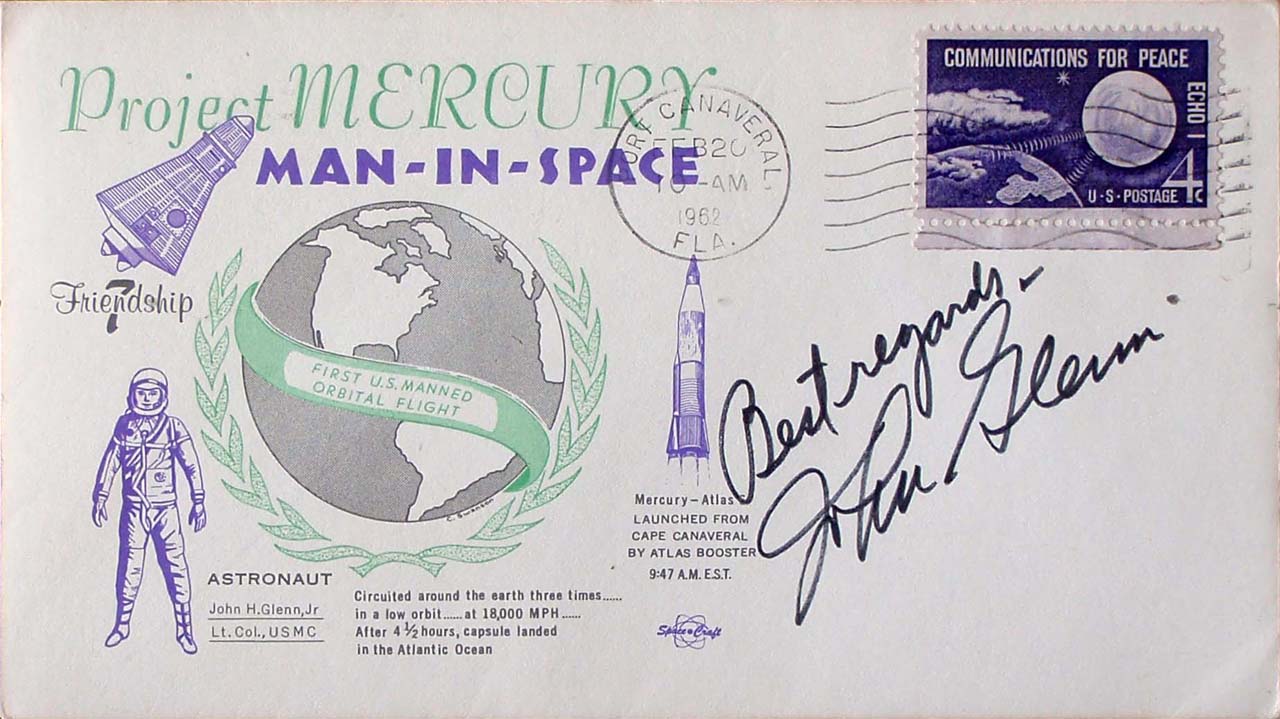 Project MERCURY
MAN-IN-SPACE
Friendship 7
FIRST U.S. MANNED
ORBITAL FLIGHT
C. Swanson
ASTRONAUT
John H. Glenn, Jr
Lt. Col., USMC
Circuited around the earth three times......
in a low orbit...... at 18,000 MPH......
After 4 1/2 hours, capsule landed
in the Atlantic Ocean
Mercury-Atlas
LAUNCHED FROM
CAPE CANAVERAL
BY ATLAS BOOSTER
9:47 A.M. E.S.T.
Space Craft
CANAVERAL,
FEB 20
AM
1962
FLA.
COMMUNICATIONS FOR PEACE
ECHO I
U·S·POSTAGE 4c
Best regards -
John Glenn